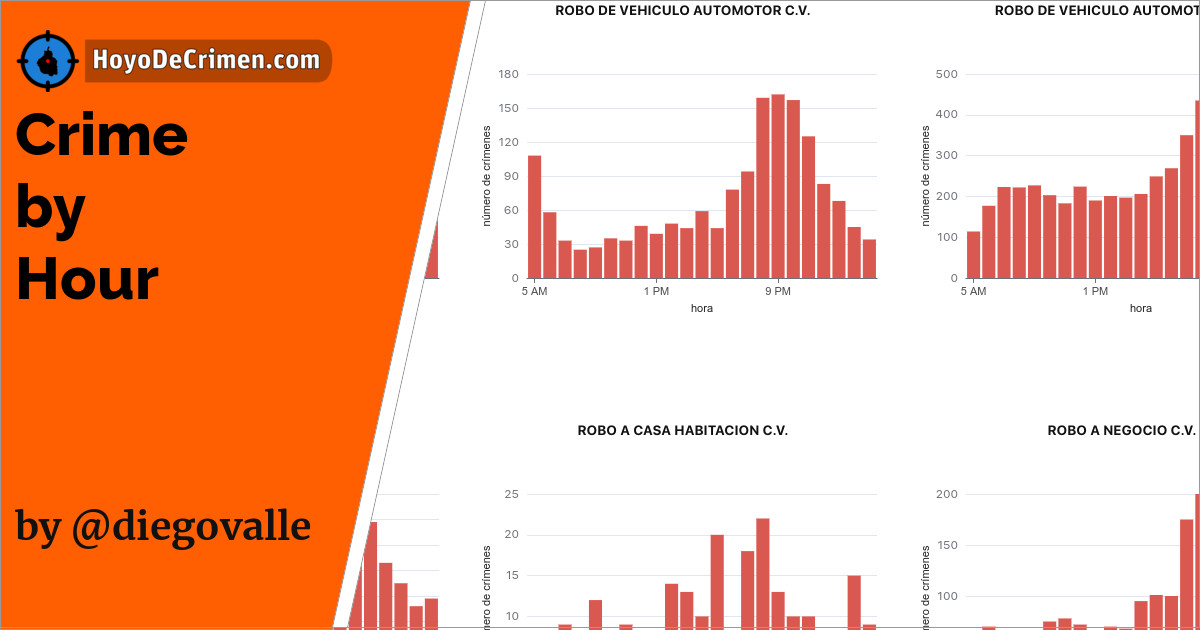 HoyoDeCrimen.com
Crime
by
Hour
by @diegovalle
ROBO DE VEHICULO AUTOMOTOR C.V.
número de crímenes
180
150
120
90
60
30
0
5 AM
1 PM
9 PM
hora
ROBO DE VEHICULO AUTOMOT
número de crímenes
500
400
300
200
100
0
5 AM
1 PM
hora
ROBO A CASA HABITACION C.V.
nero de crímenes
25
20
15
10
ROBO A NEGOCIO C.V.
nero de crímenes
200
150
100